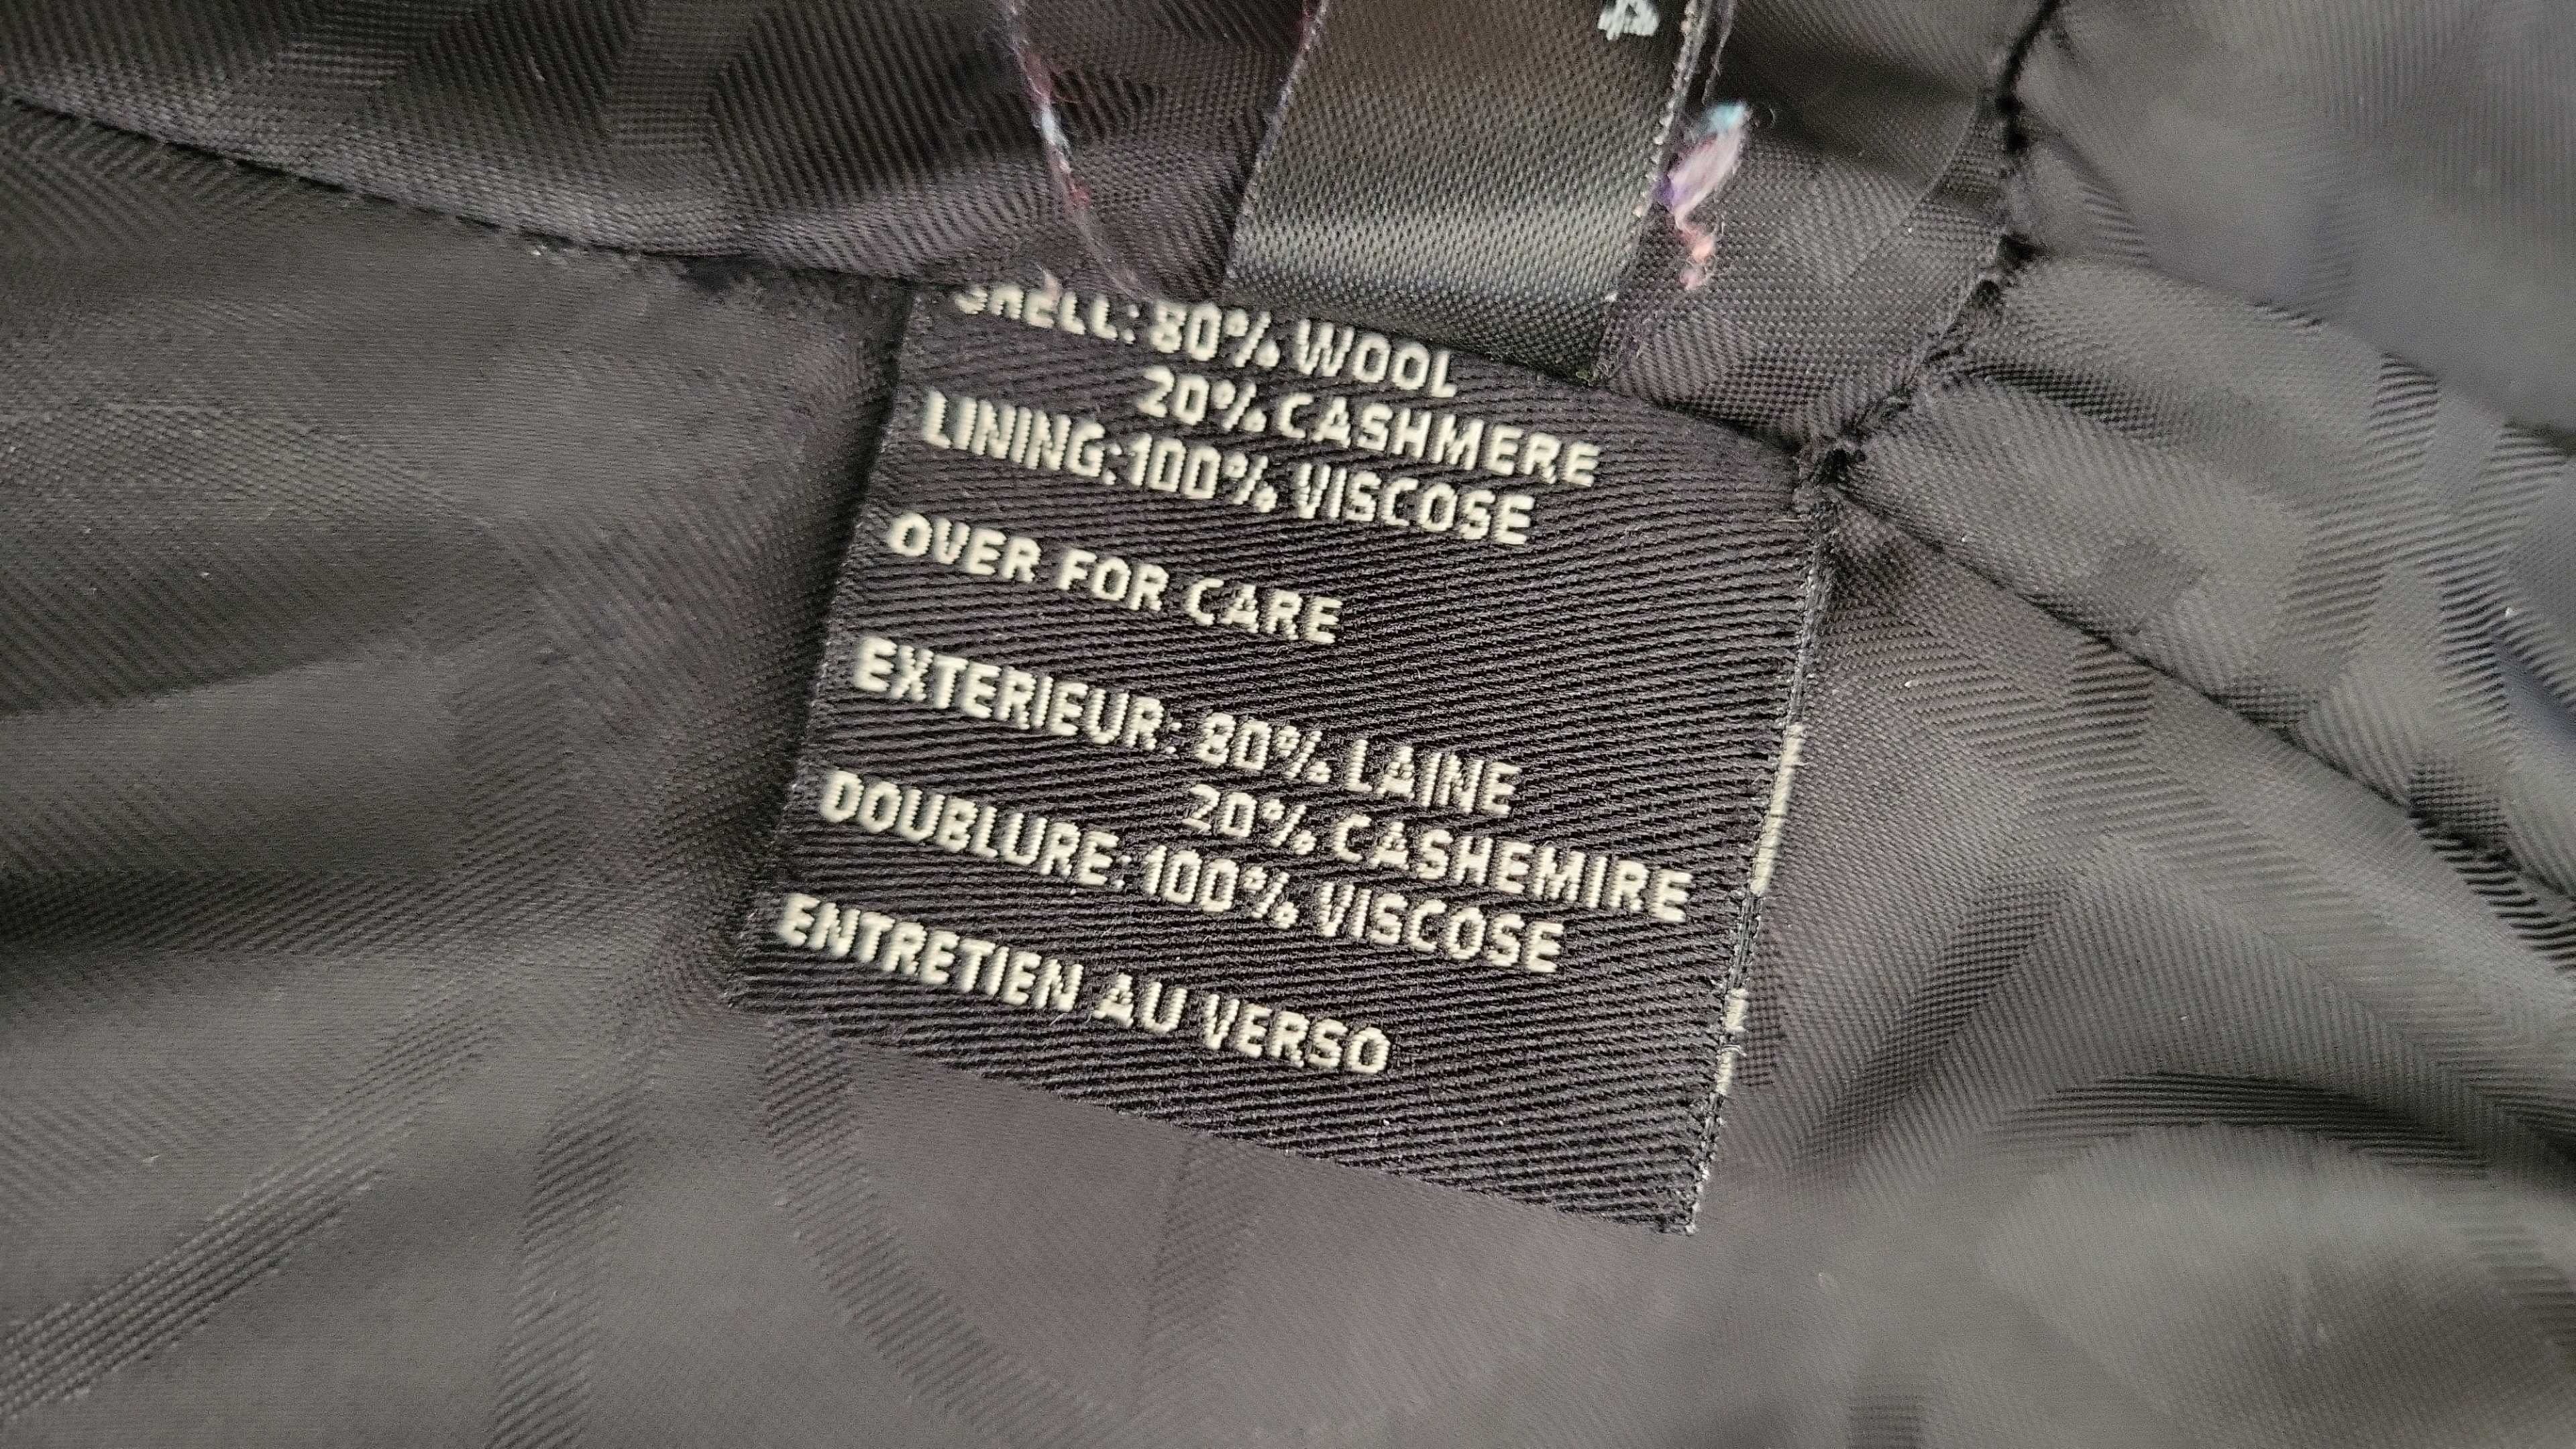 SHELL: 80% WOOL
20% CASHMERE
LINING: 100% VISCOSE
OVER FOR CARE
EXTERIEUR: 80% LAINE
20% CASHEMIRE
DOUBLURE: 100% VISCOSE
ENTRETIEN AU VERSO